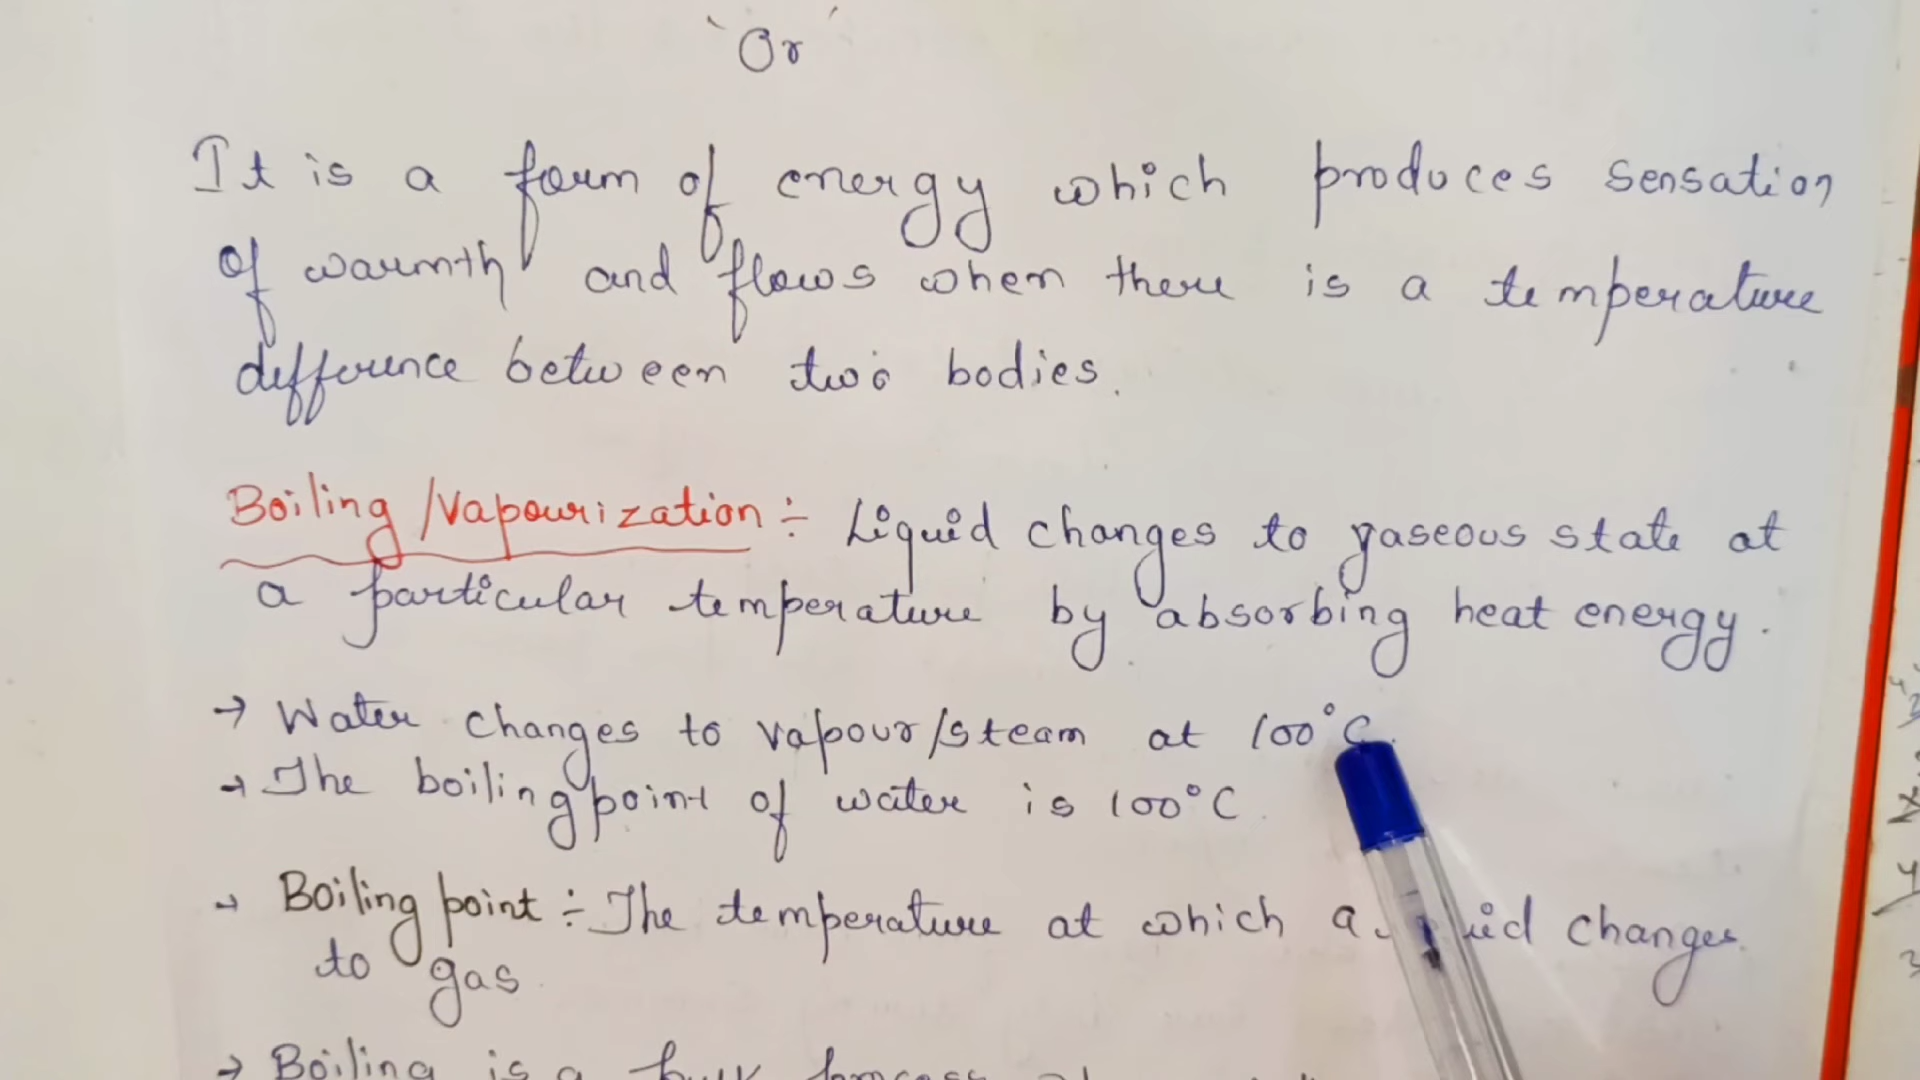 'Or'
It is a form of energy which produces sensation
of warmth and flows when there is a temperature
difference between two bodies.
Boiling/Vapourization:- Liquid changes to gaseous state at
a particular temperature by absorbing heat energy.
→ Water changes to vapour/steam at 100°C.
→ The boiling point of water is 100°C.
→ Boiling point:- The temperature at which a changes
to gas
→ Boiling is a